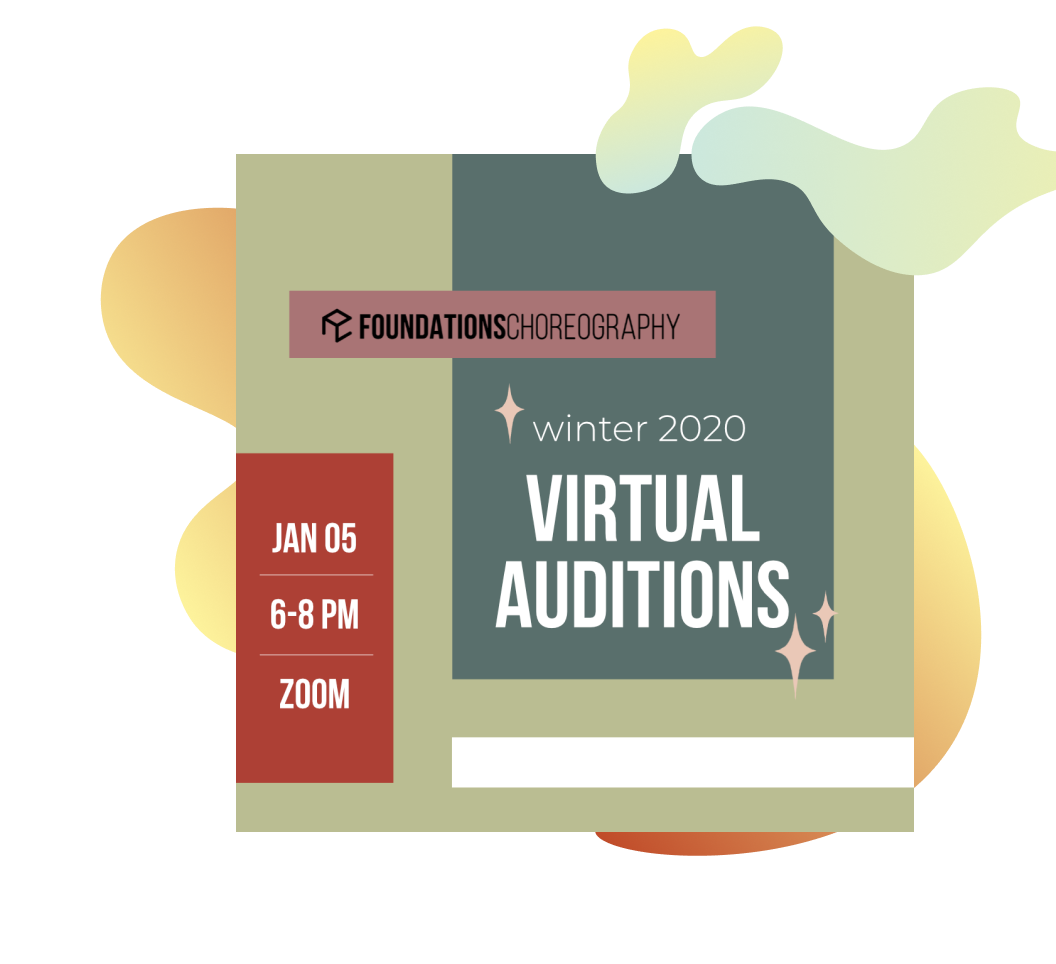 FOUNDATIONSCHOREOGRAPHY
winter 2020
VIRTUAL
AUDITIONS
JAN 05
6-8 PM
ZOOM